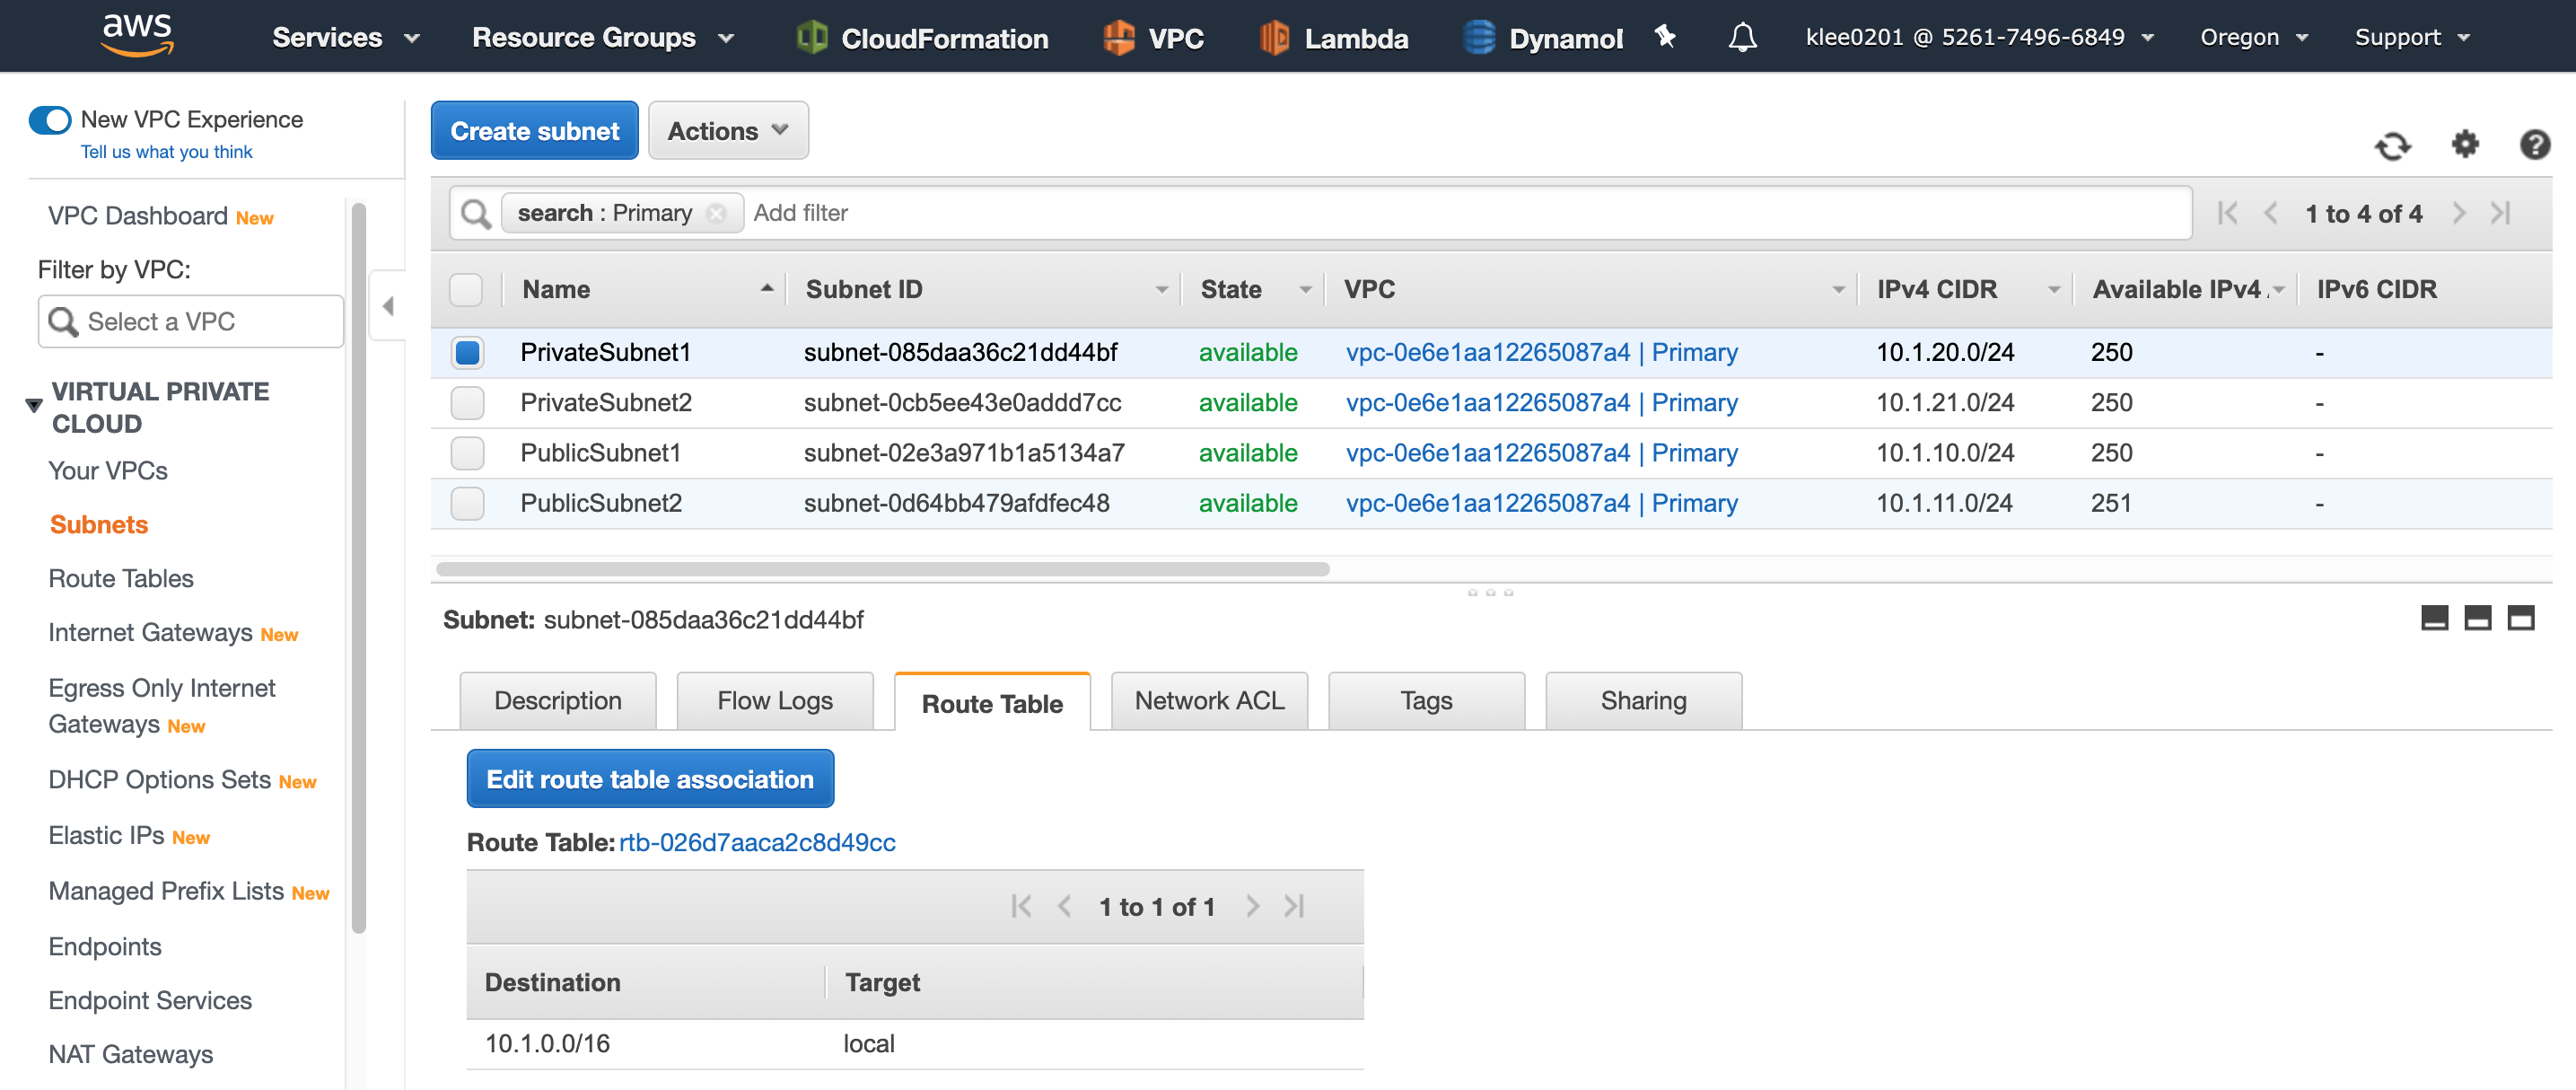 aws Services Resource Groups CloudFormation VPC Lambda Dynamo klee0201 @ 5261-7496-6849 Oregon Support
New VPC Experience
Tell us what you think
VPC Dashboard New
Filter by VPC:
Select a VPC
VIRTUAL PRIVATE
CLOUD
Your VPCs
Subnets
Route Tables
Internet Gateways New
Egress Only Internet
Gateways New
DHCP Options Sets New
Elastic IPs New
Managed Prefix Lists New
Endpoints
Endpoint Services
NAT Gateways
Create subnet Actions
search : Primary Add filter 1 to 4 of 4
Name Subnet ID State VPC IPv4 CIDR Available IPv4 IPv6 CIDR
PrivateSubnet1 subnet-085daa36c21dd44bf available vpc-0e6e1aa12265087a4 | Primary 10.1.20.0/24 250 -
PrivateSubnet2 subnet-0cb5ee43e0addd7cc available vpc-0e6e1aa12265087a4 | Primary 10.1.21.0/24 250 -
PublicSubnet1 subnet-02e3a971b1a5134a7 available vpc-0e6e1aa12265087a4 | Primary 10.1.10.0/24 250 -
PublicSubnet2 subnet-0d64bb479afdfec48 available vpc-0e6e1aa12265087a4 | Primary 10.1.11.0/24 251 -
Subnet: subnet-085daa36c21dd44bf
Description Flow Logs Route Table Network ACL Tags Sharing
Edit route table association
Route Table: rtb-026d7aaca2c8d49cc
1 to 1 of 1
Destination Target
10.1.0.0/16 local